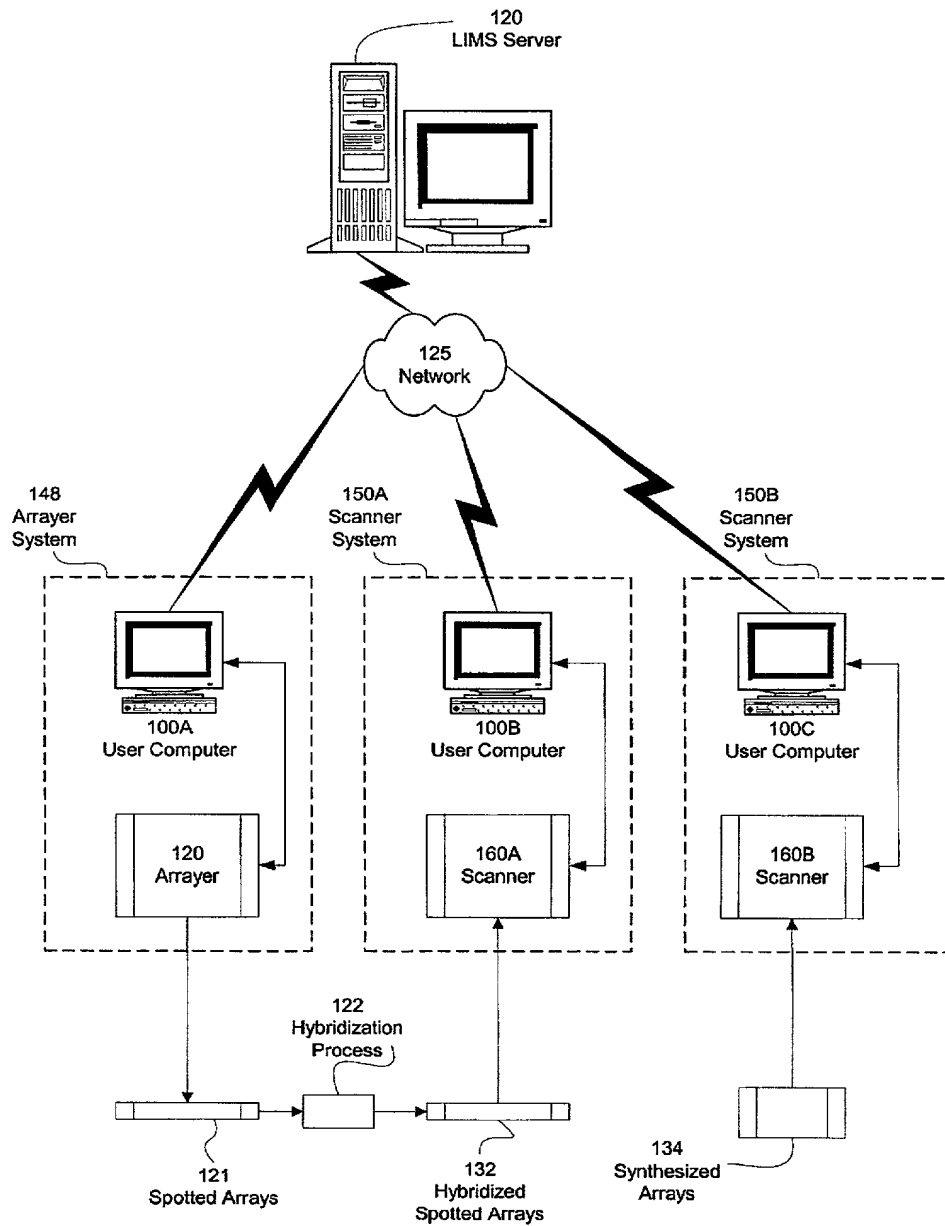 120
LIMS Server
125
Network
148
Arrayer
System
150A
Scanner
System
150B
Scanner
System
100A
User Computer
100B
User Computer
100C
User Computer
120
Arrayer
160A
Scanner
160B
Scanner
122
Hybridization
Process
121
Spotted Arrays
132
Hybridized
Spotted Arrays
134
Synthesized
Arrays